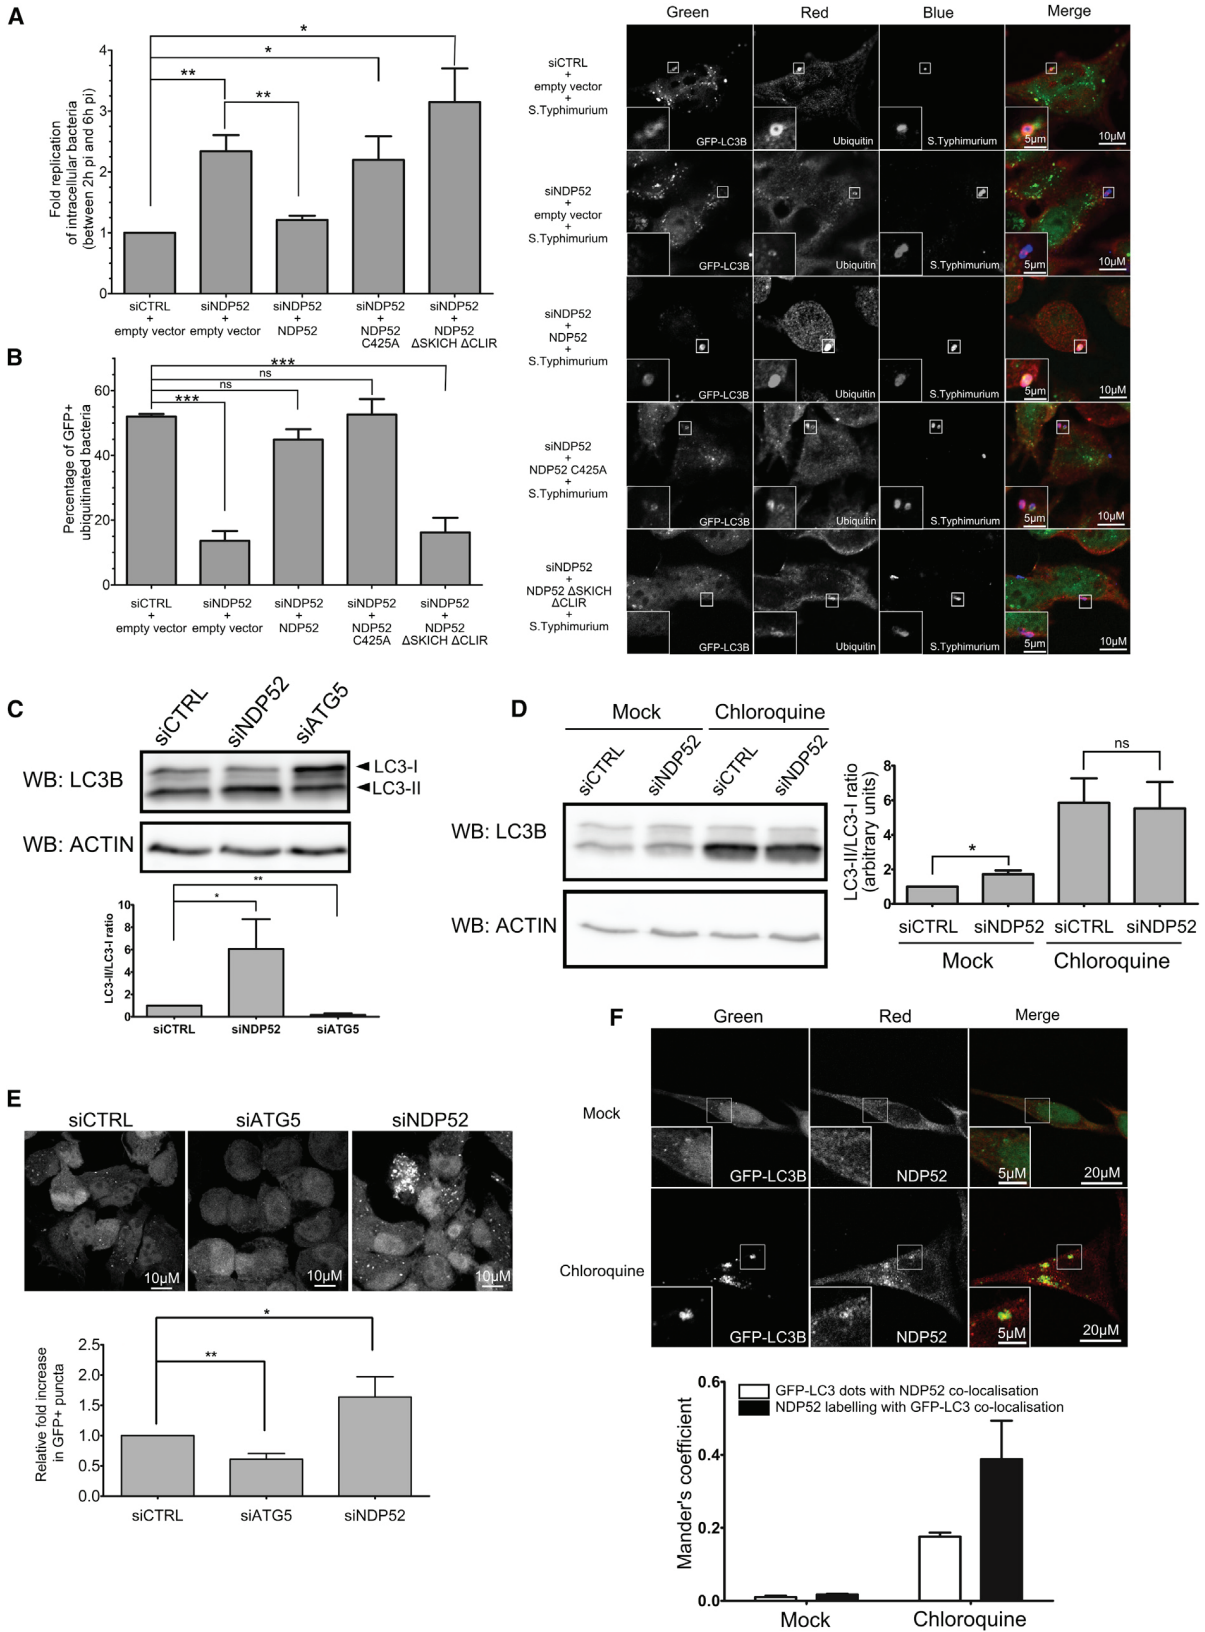 A
Fold replication
of intracellular bacteria
(between 2h pi and 6h pi)
4
3
2
1
0
*
*
**
**
siCTRL
+
empty vector
siNDP52
+
empty vector
siNDP52
+
NDP52
siNDP52
+
NDP52
C425A
siNDP52
+
NDP52
ΔSKICH ΔCLIR
B
Percentage of GFP+
ubiquitinated bacteria
60
40
20
0
***
ns
ns
***
siCTRL
+
empty vector
siNDP52
+
empty vector
siNDP52
+
NDP52
siNDP52
+
NDP52
C425A
siNDP52
+
NDP52
ΔSKICH ΔCLIR
Green Red Blue Merge
siCTRL
+
empty vector
+
S.Typhimurium
GFP-LC3B Ubiquitin S.Typhimurium 5µm 10µM
siNDP52
+
empty vector
+
S.Typhimurium
GFP-LC3B Ubiquitin S.Typhimurium 5µm 10µM
siNDP52
+
NDP52
+
S.Typhimurium
GFP-LC3B Ubiquitin S.Typhimurium 5µm 10µM
siNDP52
+
NDP52 C425A
+
S.Typhimurium
GFP-LC3B Ubiquitin S.Typhimurium 5µm 10µM
siNDP52
+
NDP52 ΔSKICH
ΔCLIR
+
S.Typhimurium
GFP-LC3B Ubiquitin S.Typhimurium 5µm 10µM
C
siCTRL siNDP52 siATG5
WB: LC3B
LC3-I
LC3-II
WB: ACTIN
LC3-II/LC3-I ratio
10
8
6
4
2
0
**
*
siCTRL siNDP52 siATG5
D
Mock Chloroquine
siCTRL siNDP52 siCTRL siNDP52
WB: LC3B
WB: ACTIN
LC3-II/LC3-I ratio
(arbitrary units)
8
6
4
2
0
*
ns
siCTRL siNDP52 siCTRL siNDP52
Mock Chloroquine
E
siCTRL siATG5 siNDP52
10µM 10µM 10µM
Relative fold increase
in GFP+ puncta
2.5
2.0
1.5
1.0
0.5
0.0
*
**
siCTRL siATG5 siNDP52
F
Green Red Merge
Mock
GFP-LC3B NDP52 5µM 20µM
Chloroquine
GFP-LC3B NDP52 5µM 20µM
Mander's coefficient
0.6
0.4
0.2
0.0
GFP-LC3 dots with NDP52 co-localisation
NDP52 labelling with GFP-LC3 co-localisation
Mock Chloroquine